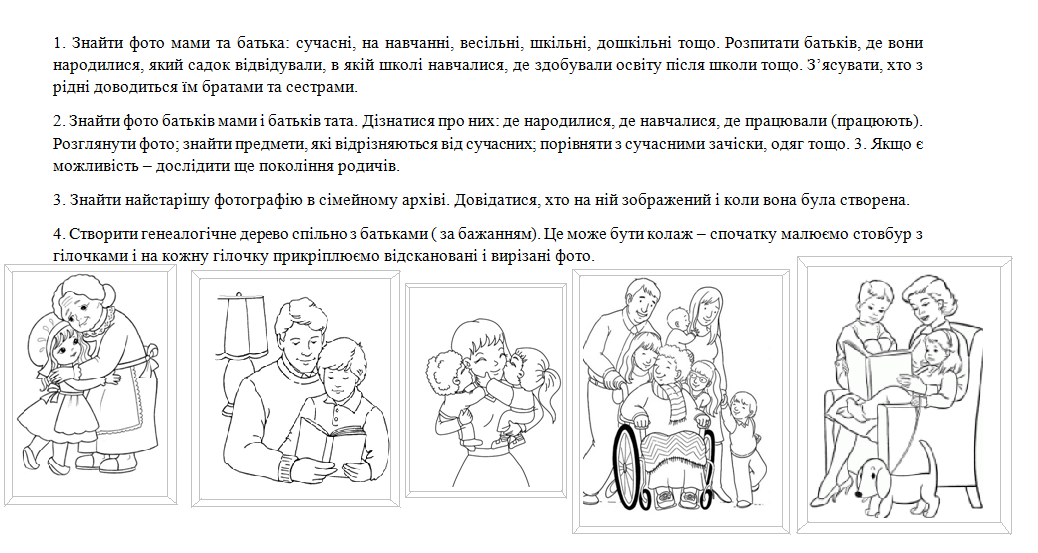 1. Знайти фото мами та батька: сучасні, на навчанні, весільні, шкільні, дошкільні тощо. Розпитати батьків, де вони
народилися, який садок відвідували, в якій школі навчалися, де здобували освіту після школи тощо. З’ясувати, хто з
рідні доводиться їм братами та сестрами.
2. Знайти фото батьків мами і батьків тата. Дізнатися про них: де народилися, де навчалися, де працювали (працюють).
Розглянути фото; знайти предмети, які відрізняються від сучасних; порівняти з сучасними зачіски, одяг тощо. 3. Якщо є
можливість – дослідити ще покоління родичів.
3. Знайти найстарішу фотографію в сімейному архіві. Довідатися, хто на ній зображений і коли вона була створена.
4. Створити генеалогічне дерево спільно з батьками ( за бажанням). Це може бути колаж – спочатку малюємо стовбур з
гілочками і на кожну гілочку прикріплюємо відскановані і вирізані фото.